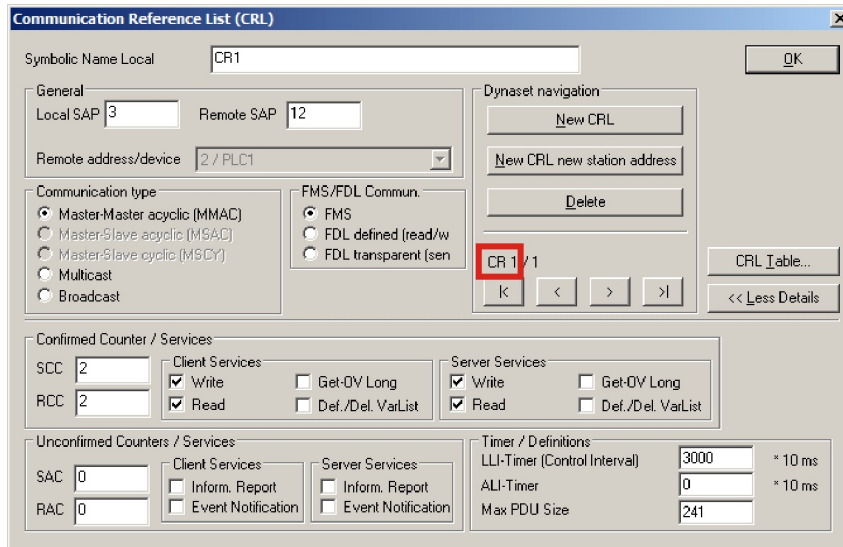 Communication Reference List (CRL)
Symbolic Name Local CR1 OK
General
Local SAP 3 Remote SAP 12
Remote address/device 2 / PLC1
Communication type
Master-Master acyclic (MMAC)
Master-Slave acyclic (MSAC)
Master-Slave cyclic (MSCY)
Multicast
Broadcast
FMS/FDL Commun.
FMS
FDL defined (read/w
FDL transparent (sen
Dynaset navigation
New CRL
New CRL new station address
Delete
CR 1 / 1
|< < > >|
CRL Table...
<< Less Details
Confirmed Counter / Services
SCC 2
RCC 2
Client Services
Write Get-OV Long
Read Def./Del. VarList
Server Services
Write Get-OV Long
Read Def./Del. VarList
Unconfirmed Counters / Services
SAC 0
RAC 0
Client Services
Inform. Report
Event Notification
Server Services
Inform. Report
Event Notification
Timer / Definitions
LLI-Timer (Control Interval) 3000 * 10 ms
ALI-Timer 0 * 10 ms
Max PDU Size 241